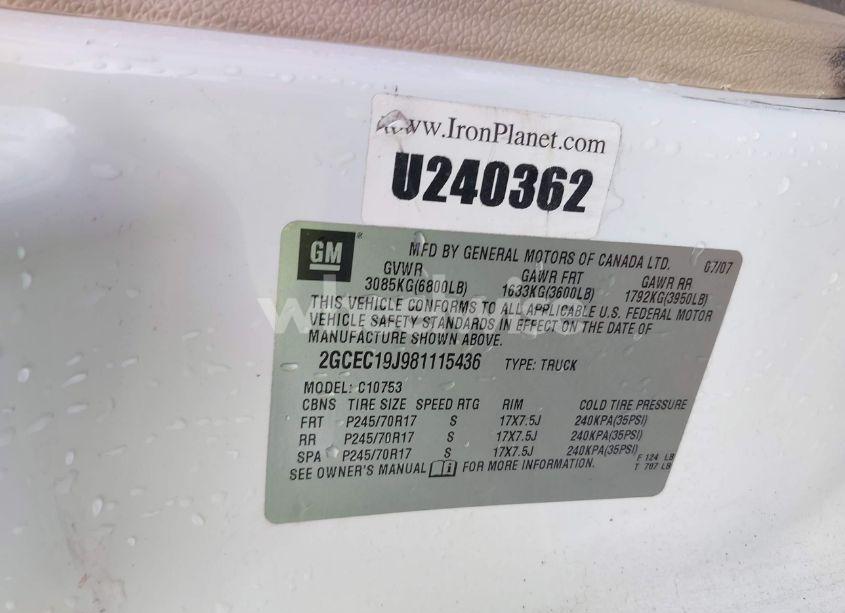 www.IronPlanet.com
U240362
GM ® MFD BY GENERAL MOTORS OF CANADA LTD. 07/07
GVWR GAWR FRT GAWR RR
3085KG(6800LB) 1633KG(3600LB) 1792KG(3950LB)
THIS VEHICLE CONFORMS TO ALL APPLICABLE U.S. FEDERAL MOTOR
VEHICLE SAFETY STANDARDS IN EFFECT ON THE DATE OF
MANUFACTURE SHOWN ABOVE.
2GCEC19J981115436 TYPE: TRUCK
MODEL: C10753
CBNS TIRE SIZE SPEED RTG RIM COLD TIRE PRESSURE
FRT P245/70R17 S 17X7.5J 240KPA(35PSI)
RR P245/70R17 S 17X7.5J 240KPA(35PSI)
SPA P245/70R17 S 17X7.5J 240KPA(35PSI)
F 124 LB
T 707 LB
SEE OWNER'S MANUAL FOR MORE INFORMATION.